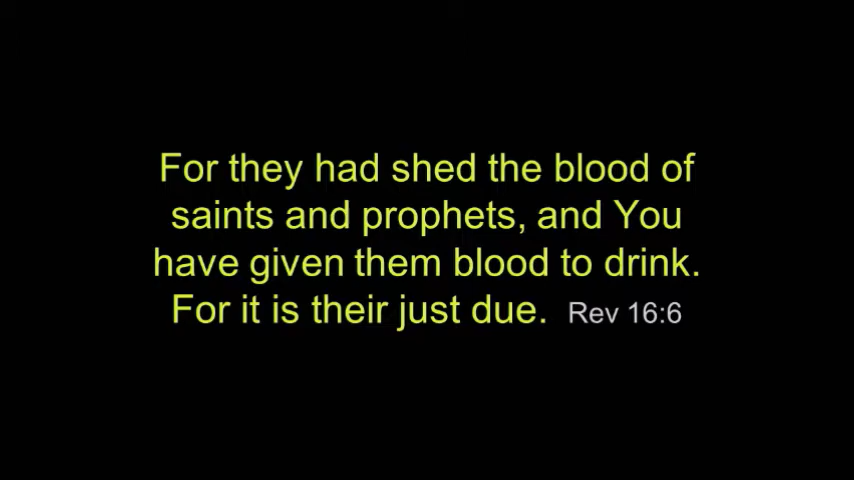 For they had shed the blood of
saints and prophets, and You
have given them blood to drink.
For it is their just due. Rev 16:6